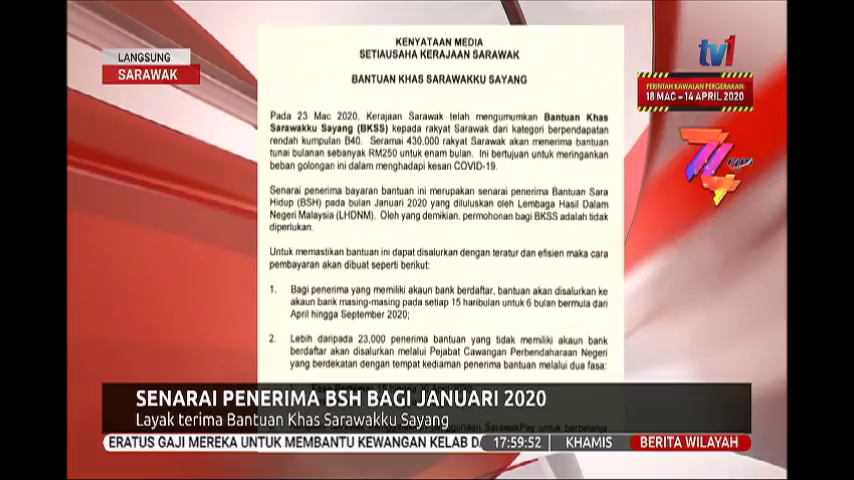 LANGSUNG
SARAWAK
tv1
PERINTAH KAWALAN PERGERAKAN
18 MAC – 14 APRIL 2020
KENYATAAN MEDIA
SETIAUSAHA KERAJAAN SARAWAK
BANTUAN KHAS SARAWAKKU SAYANG
Pada 23 Mac 2020, Kerajaan Sarawak telah mengumumkan Bantuan Khas
Sarawakku Sayang (BKSS) kepada rakyat Sarawak dari kategori berpendapatan
rendah kumpulan B40. Seramai 430,000 rakyat Sarawak akan menerima bantuan
tunai bulanan sebanyak RM250 untuk enam bulan. Ini bertujuan untuk meringankan
beban golongan ini dalam menghadapi kesan COVID-19.
Senarai penerima bayaran bantuan ini merupakan senarai penerima Bantuan Sara
Hidup (BSH) pada bulan Januari 2020 yang diluluskan oleh Lembaga Hasil Dalam
Negeri Malaysia (LHDNM). Oleh yang demikian, permohonan bagi BKSS adalah tidak
diperlukan.
Untuk memastikan bantuan ini dapat disalurkan dengan teratur dan efisien maka cara
pembayaran akan dibuat seperti berikut:
1. Bagi penerima yang memiliki akaun bank berdaftar, bantuan akan disalurkan ke
akaun bank masing-masing pada setiap 15 haribulan untuk 6 bulan bermula dari
April hingga September 2020;
2. Lebih daripada 23,000 penerima bantuan yang tidak memiliki akaun bank
berdaftar akan disalurkan melalui Pejabat Cawangan Perbendaharaan Negeri
yang berdekatan dengan tempat kediaman penerima bantuan melalui dua fasa:
SENARAI PENERIMA BSH BAGI JANUARI 2020
Layak terima Bantuan Khas Sarawakku Sayang
ERATUS GAJI MEREKA UNTUK MEMBANTU KEWANGAN KELAB D
17:59:52
KHAMIS
BERITA WILAYAH